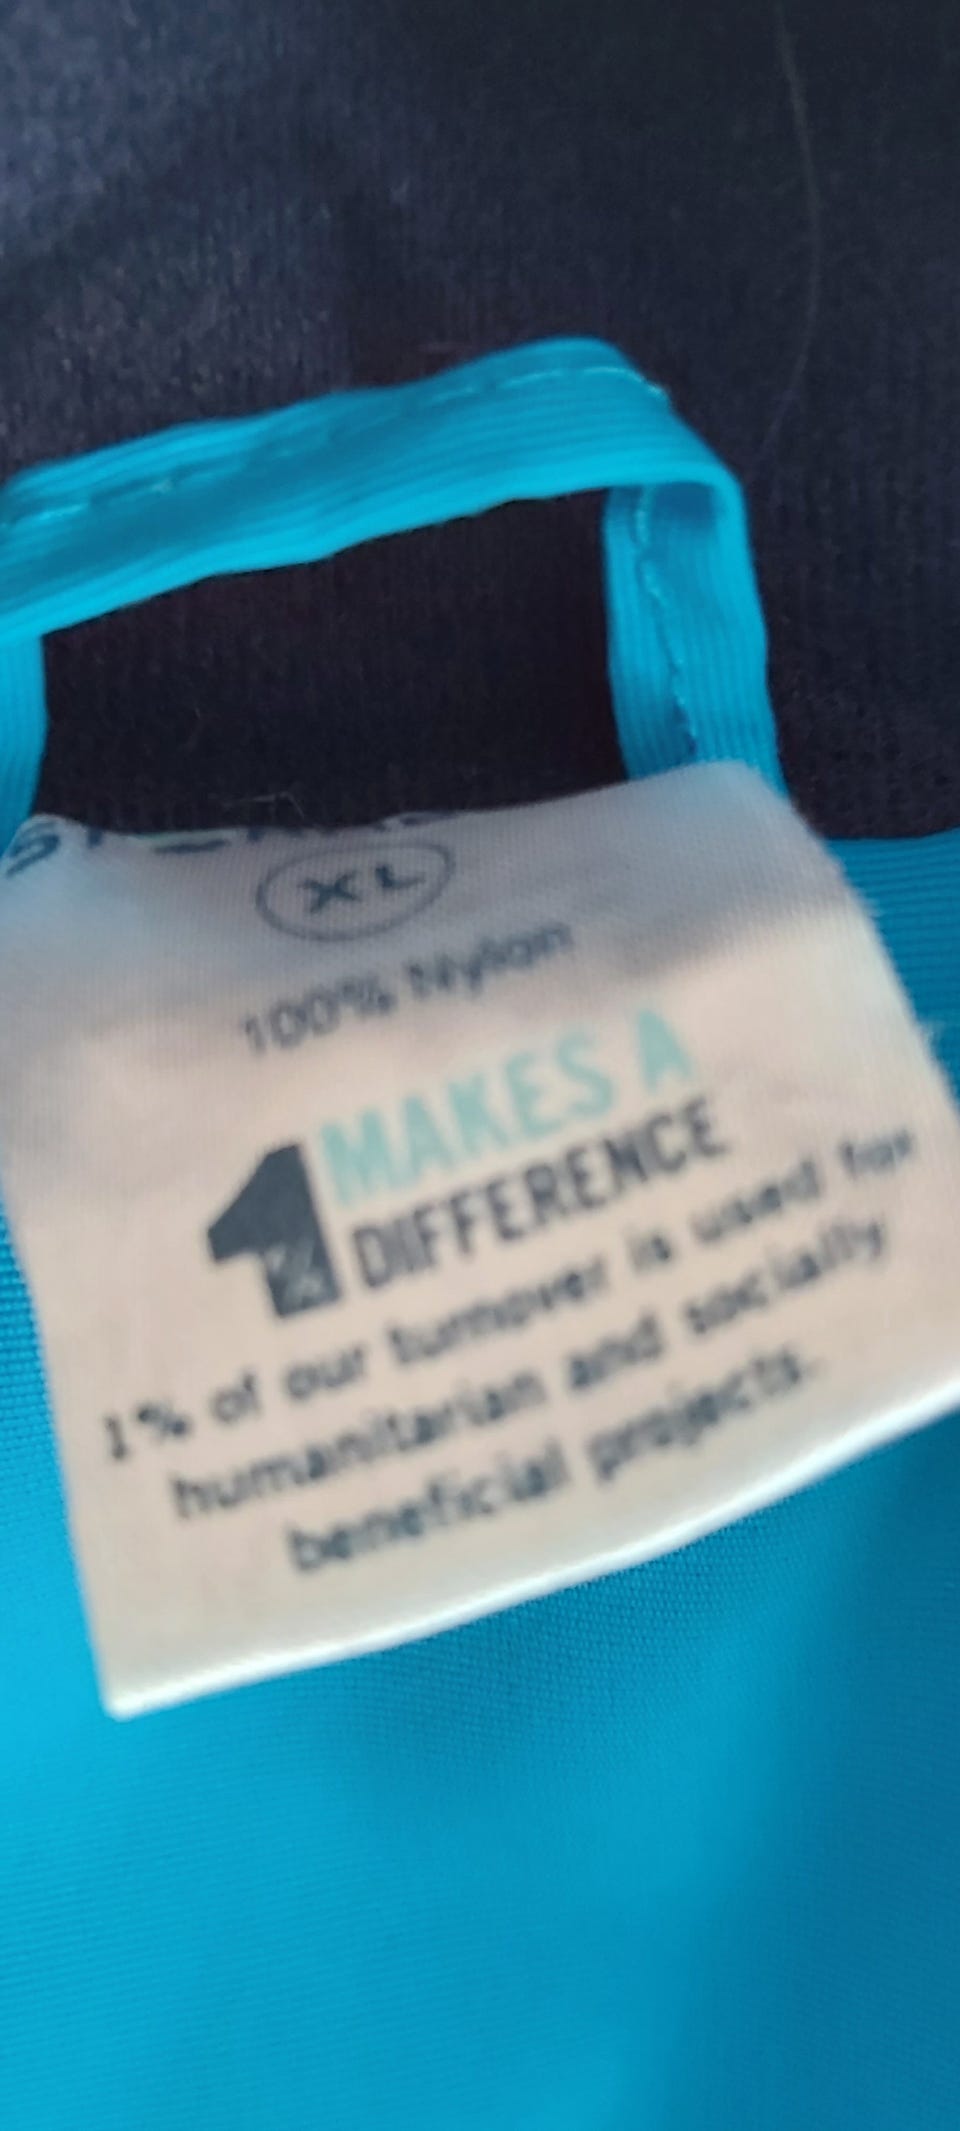 XL
100% Nylon
1% MAKES A
DIFFERENCE
1% of our turnover is used for
humanitarian and socially
beneficial projects.